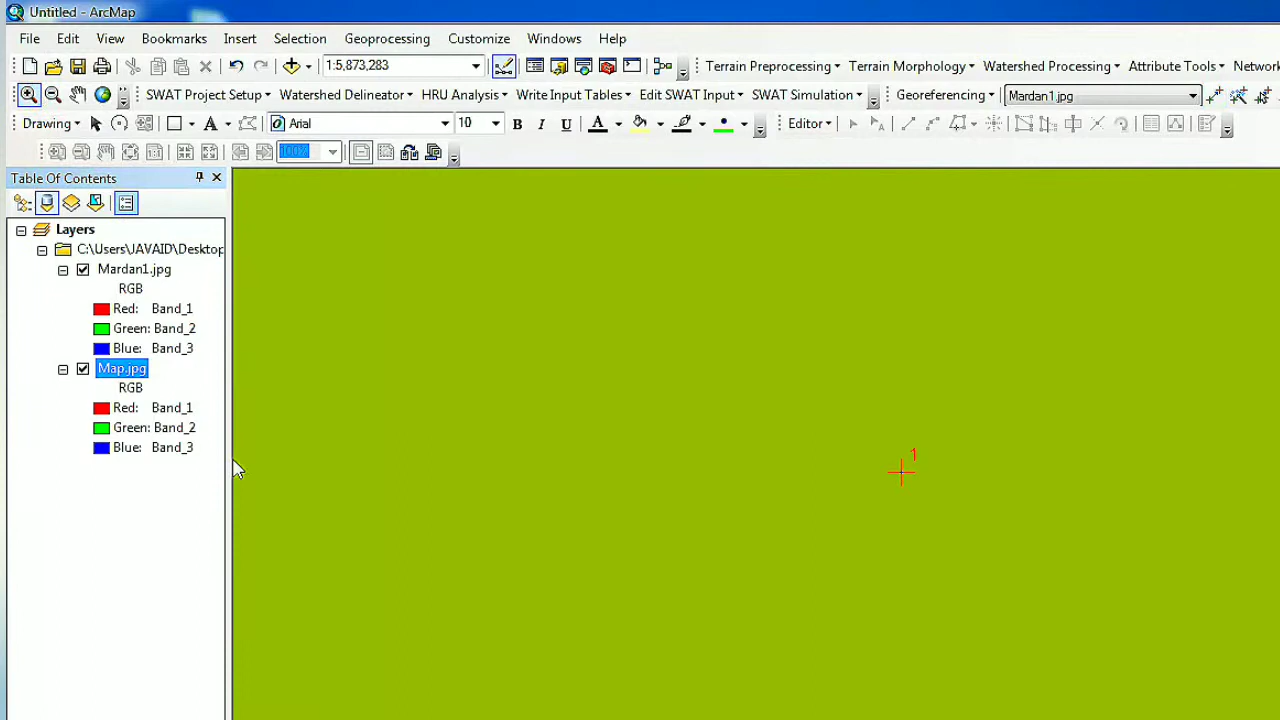 Untitled - ArcMap
File Edit View Bookmarks Insert Selection Geoprocessing Customize Windows Help
1:5,873,283 Terrain Preprocessing Terrain Morphology Watershed Processing Attribute Tools Network
SWAT Project Setup Watershed Delineator HRU Analysis Write Input Tables Edit SWAT Input SWAT Simulation Georeferencing Mardan1.jpg
Drawing A Arial 10 B I U A Editor
1:1 100%
Table Of Contents
Layers
C:\Users\JAVAID\Desktop
Mardan1.jpg
RGB
Red: Band_1
Green: Band_2
Blue: Band_3
Map.jpg
RGB
Red: Band_1
Green: Band_2
Blue: Band_3
1